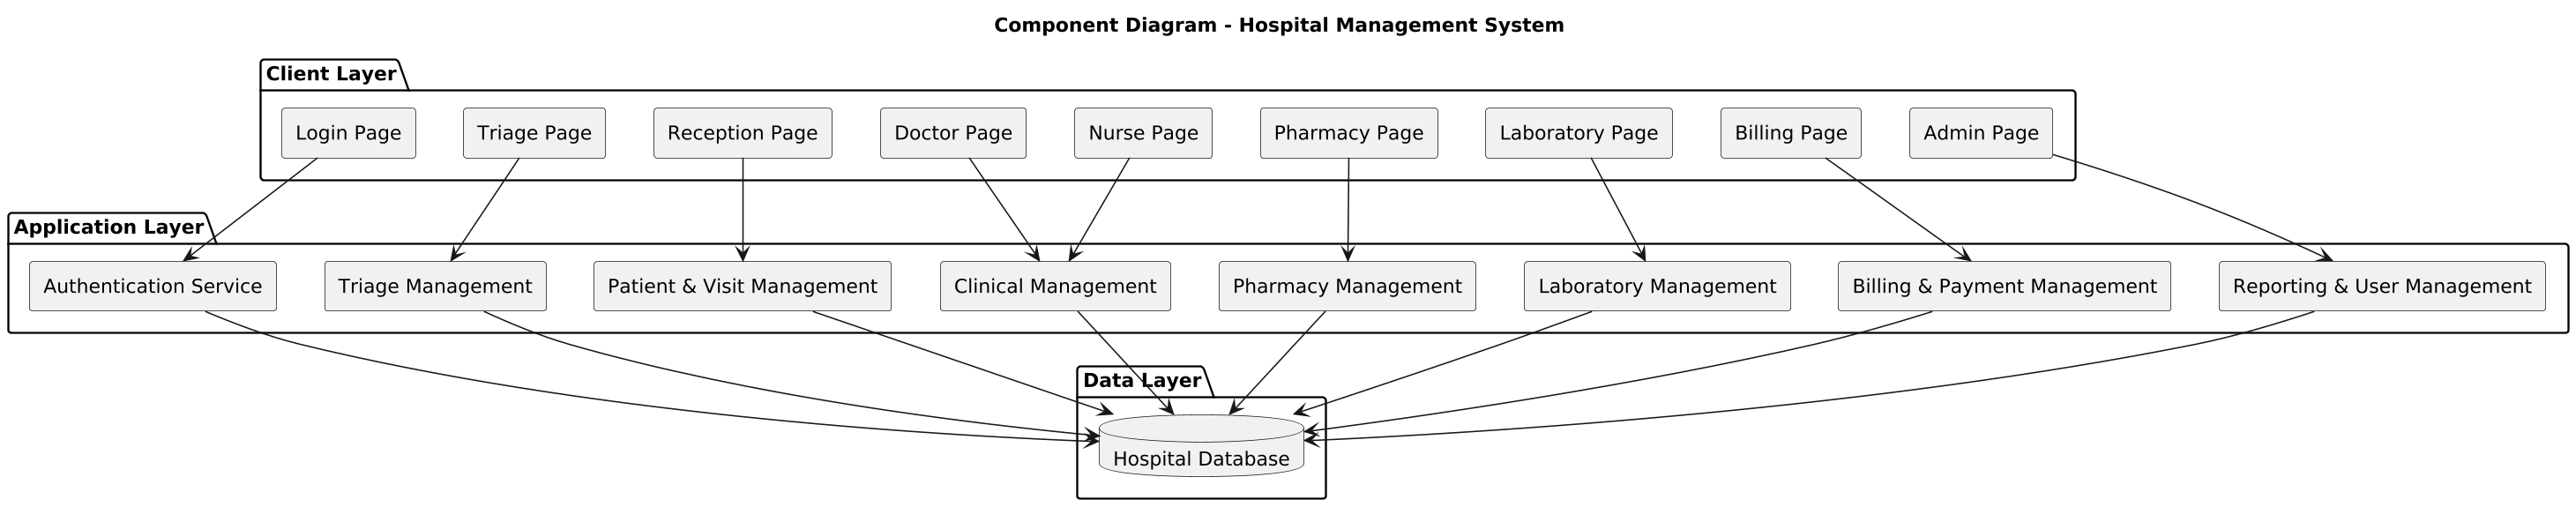 Component Diagram - Hospital Management System
Client Layer
Login Page
Triage Page
Reception Page
Doctor Page
Nurse Page
Pharmacy Page
Laboratory Page
Billing Page
Admin Page
Application Layer
Authentication Service
Triage Management
Patient & Visit Management
Clinical Management
Pharmacy Management
Laboratory Management
Billing & Payment Management
Reporting & User Management
Data Layer
Hospital Database